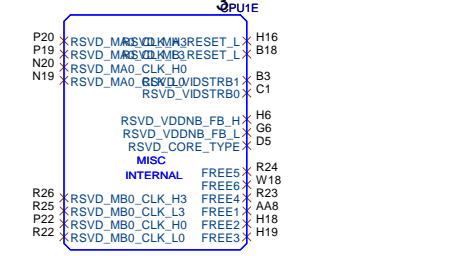 CPU1E
P20 RSVD_MA0_CLK_H3 RSVD_MA_RESET_L H16
P19 RSVD_MA0_CLK_L3 RSVD_MB_RESET_L B18
N20 RSVD_MA0_CLK_H0
N19 RSVD_MA0_CLK_L0 RSVD_VIDSTRB1 B3
RSVD_VIDSTRB0 C1
RSVD_VDDNB_FB_H H6
RSVD_VDDNB_FB_L G6
RSVD_CORE_TYPE D5
MISC
INTERNAL
FREE5 R24
FREE6 W18
R26 RSVD_MB0_CLK_H3 FREE4 R23
R25 RSVD_MB0_CLK_L3 FREE1 AA8
P22 RSVD_MB0_CLK_H0 FREE2 H18
R22 RSVD_MB0_CLK_L0 FREE3 H19